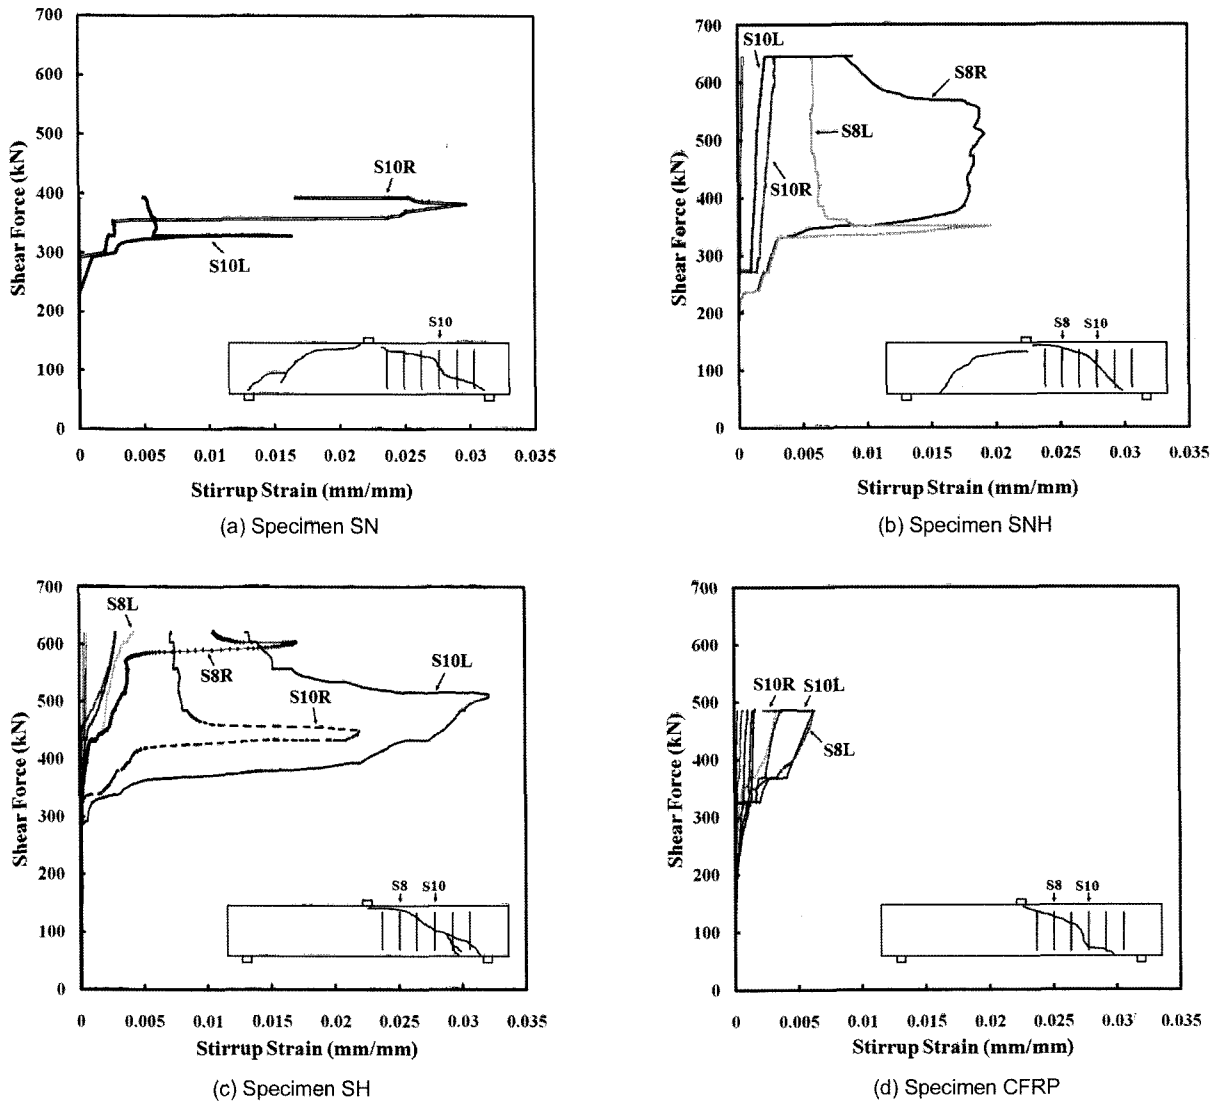 700
600
500
400
300
200
100
0
Shear Force (kN)
S10R
S10L
S10
0 0.005 0.01 0.015 0.02 0.025 0.03 0.035
Stirrup Strain (mm/mm)
(a) Specimen SN
700
600
500
400
300
200
100
0
Shear Force (kN)
S10L
S8R
S8L
S10R
S8 S10
0 0.005 0.01 0.015 0.02 0.025 0.03 0.035
Stirrup Strain (mm/mm)
(b) Specimen SNH
700
600
500
400
300
200
100
0
Shear Force (kN)
S8L
S8R
S10L
S10R
S8 S10
0 0.005 0.01 0.015 0.02 0.025 0.03 0.035
Stirrup Strain (mm/mm)
(c) Specimen SH
700
600
500
400
300
200
100
0
Shear Force (kN)
S10R S10L
S8L
S8 S10
0 0.005 0.01 0.015 0.02 0.025 0.03 0.035
Stirrup Strain (mm/mm)
(d) Specimen CFRP